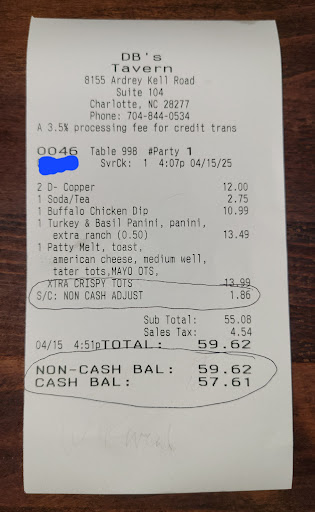 DB's
Tavern
8155 Ardrey Kell Road
Suite 104
Charlotte, NC 28277
Phone: 704-844-0534
A 3.5% processing fee for credit trans
0046 Table 998 #Party 1
SvrCk: 1 4:07p 04/15/25
2 D- Copper 12.00
1 Soda/Tea 2.75
1 Buffalo Chicken Dip 10.99
1 Turkey & Basil Panini, panini,
extra ranch (0.50) 13.49
1 Patty Melt, toast,
american cheese, medium well,
tater tots,MAYO OTS,
XTRA CRISPY TOTS 13.99
S/C: NON CASH ADJUST 1.86
Sub Total: 55.08
Sales Tax: 4.54
04/15 4:51pTOTAL: 59.62
NON-CASH BAL: 59.62
CASH BAL: 57.61